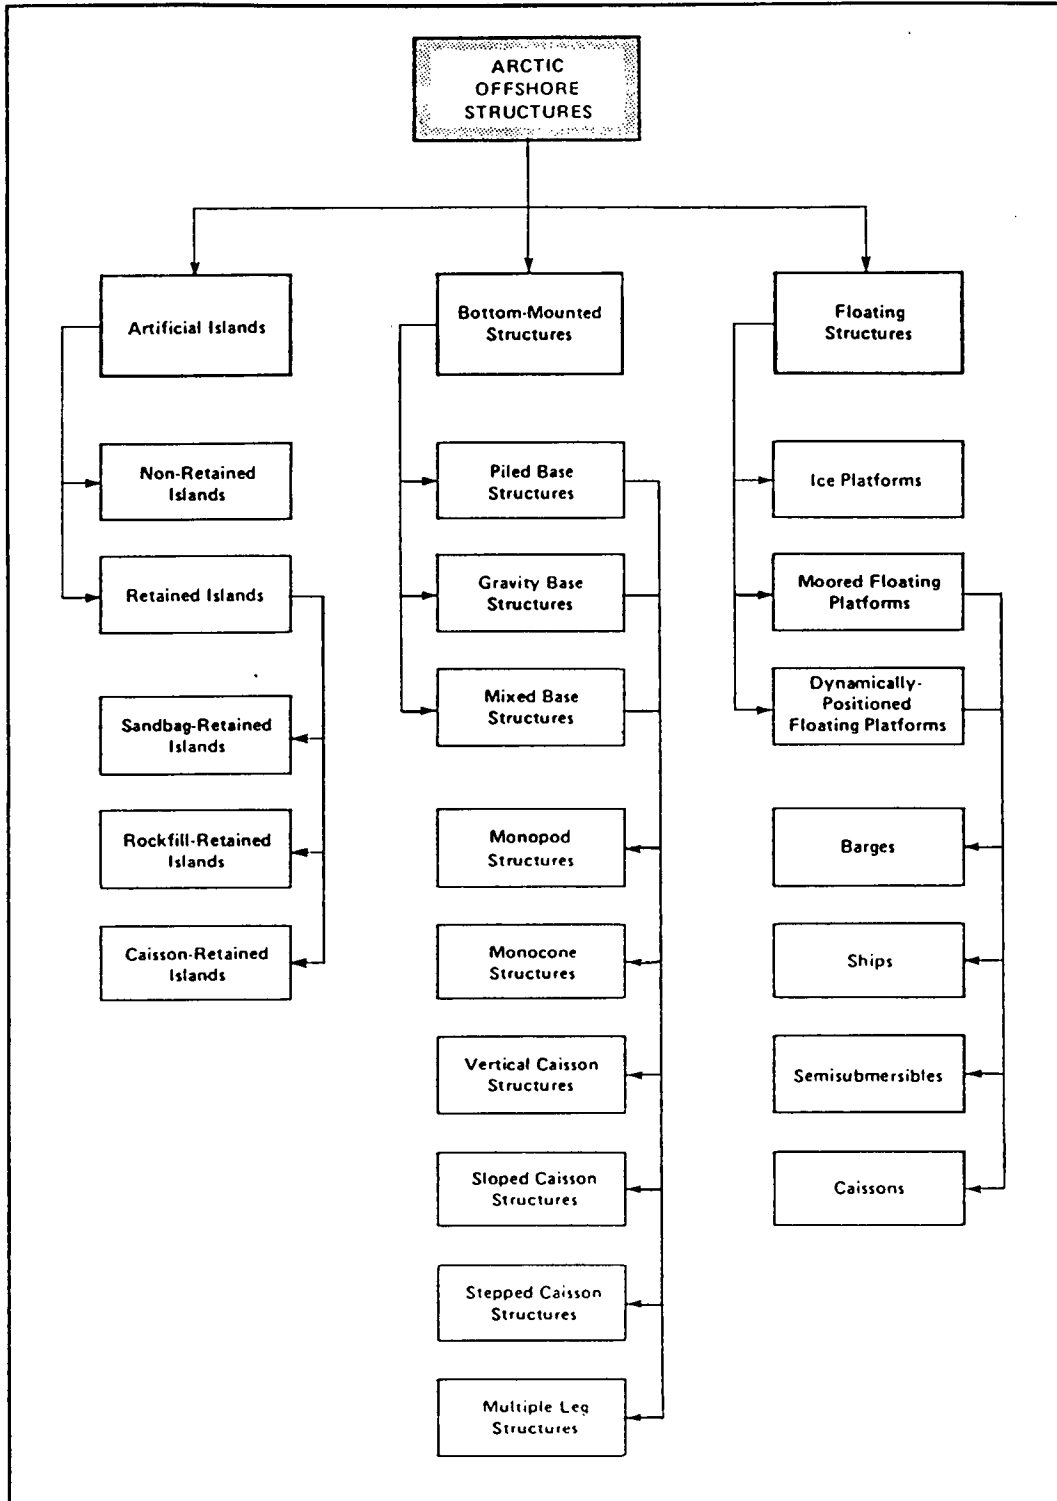 ARCTIC
OFFSHORE
STRUCTURES
Artificial Islands
Bottom-Mounted
Structures
Floating
Structures
Non-Retained
Islands
Retained Islands
Sandbag-Retained
Islands
Rockfill-Retained
Islands
Caisson-Retained
Islands
Piled Base
Structures
Gravity Base
Structures
Mixed Base
Structures
Monopod
Structures
Monocone
Structures
Vertical Caisson
Structures
Sloped Caisson
Structures
Stepped Caisson
Structures
Multiple Leg
Structures
Ice Platforms
Moored Floating
Platforms
Dynamically-
Positioned
Floating Platforms
Barges
Ships
Semisubmersibles
Caissons